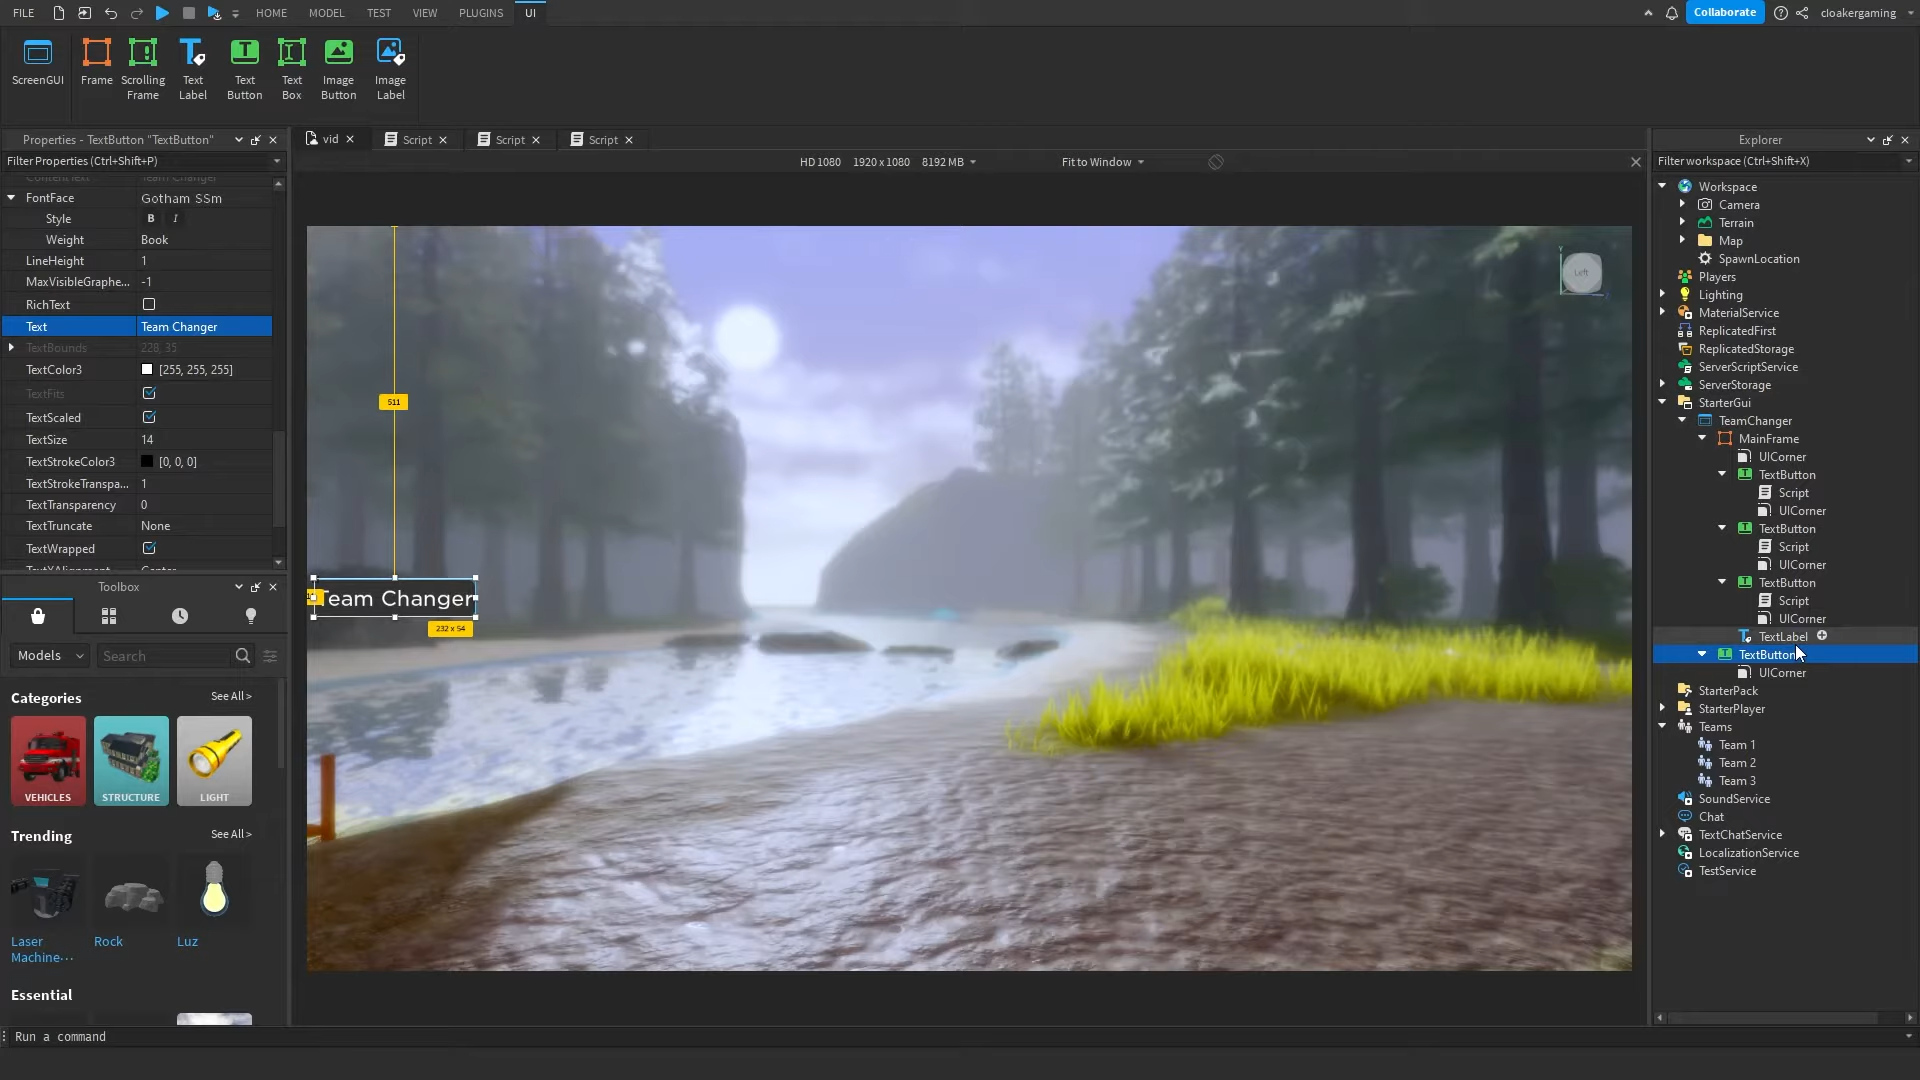 FILE HOME MODEL TEST VIEW PLUGINS UI Collaborate cloakergaming
ScreenGUI
Frame
Scrolling
Frame
Text
Label
Text
Button
Text
Box
Image
Button
Image
Label
Properties - TextButton "TextButton"
Filter Properties (Ctrl+Shift+P)
ContentText Team Changer
FontFace Gotham SSm
Style B I
Weight Book
LineHeight 1
MaxVisibleGraphe... -1
RichText
Text Team Changer
TextBounds 228, 35
TextColor3 [255, 255, 255]
TextFits
TextScaled
TextSize 14
TextStrokeColor3 [0, 0, 0]
TextStrokeTranspa... 1
TextTransparency 0
TextTruncate None
TextWrapped
TextYAlignment Center
Toolbox
Models Search
Categories See All >
VEHICLES STRUCTURE LIGHT
Trending See All >
Laser
Machine···
Rock
Luz
Essential
vid Script Script Script
HD 1080 1920 x 1080 8192 MB Fit to Window
Left
511
Team Changer
232 x 54
Explorer
Filter workspace (Ctrl+Shift+X)
Workspace
Camera
Terrain
Map
SpawnLocation
Players
Lighting
MaterialService
ReplicatedFirst
ReplicatedStorage
ServerScriptService
ServerStorage
StarterGui
TeamChanger
MainFrame
UICorner
TextButton
Script
UICorner
TextButton
Script
UICorner
TextButton
Script
UICorner
TextLabel
TextButton
UICorner
StarterPack
StarterPlayer
Teams
Team 1
Team 2
Team 3
SoundService
Chat
TextChatService
LocalizationService
TestService
Run a command